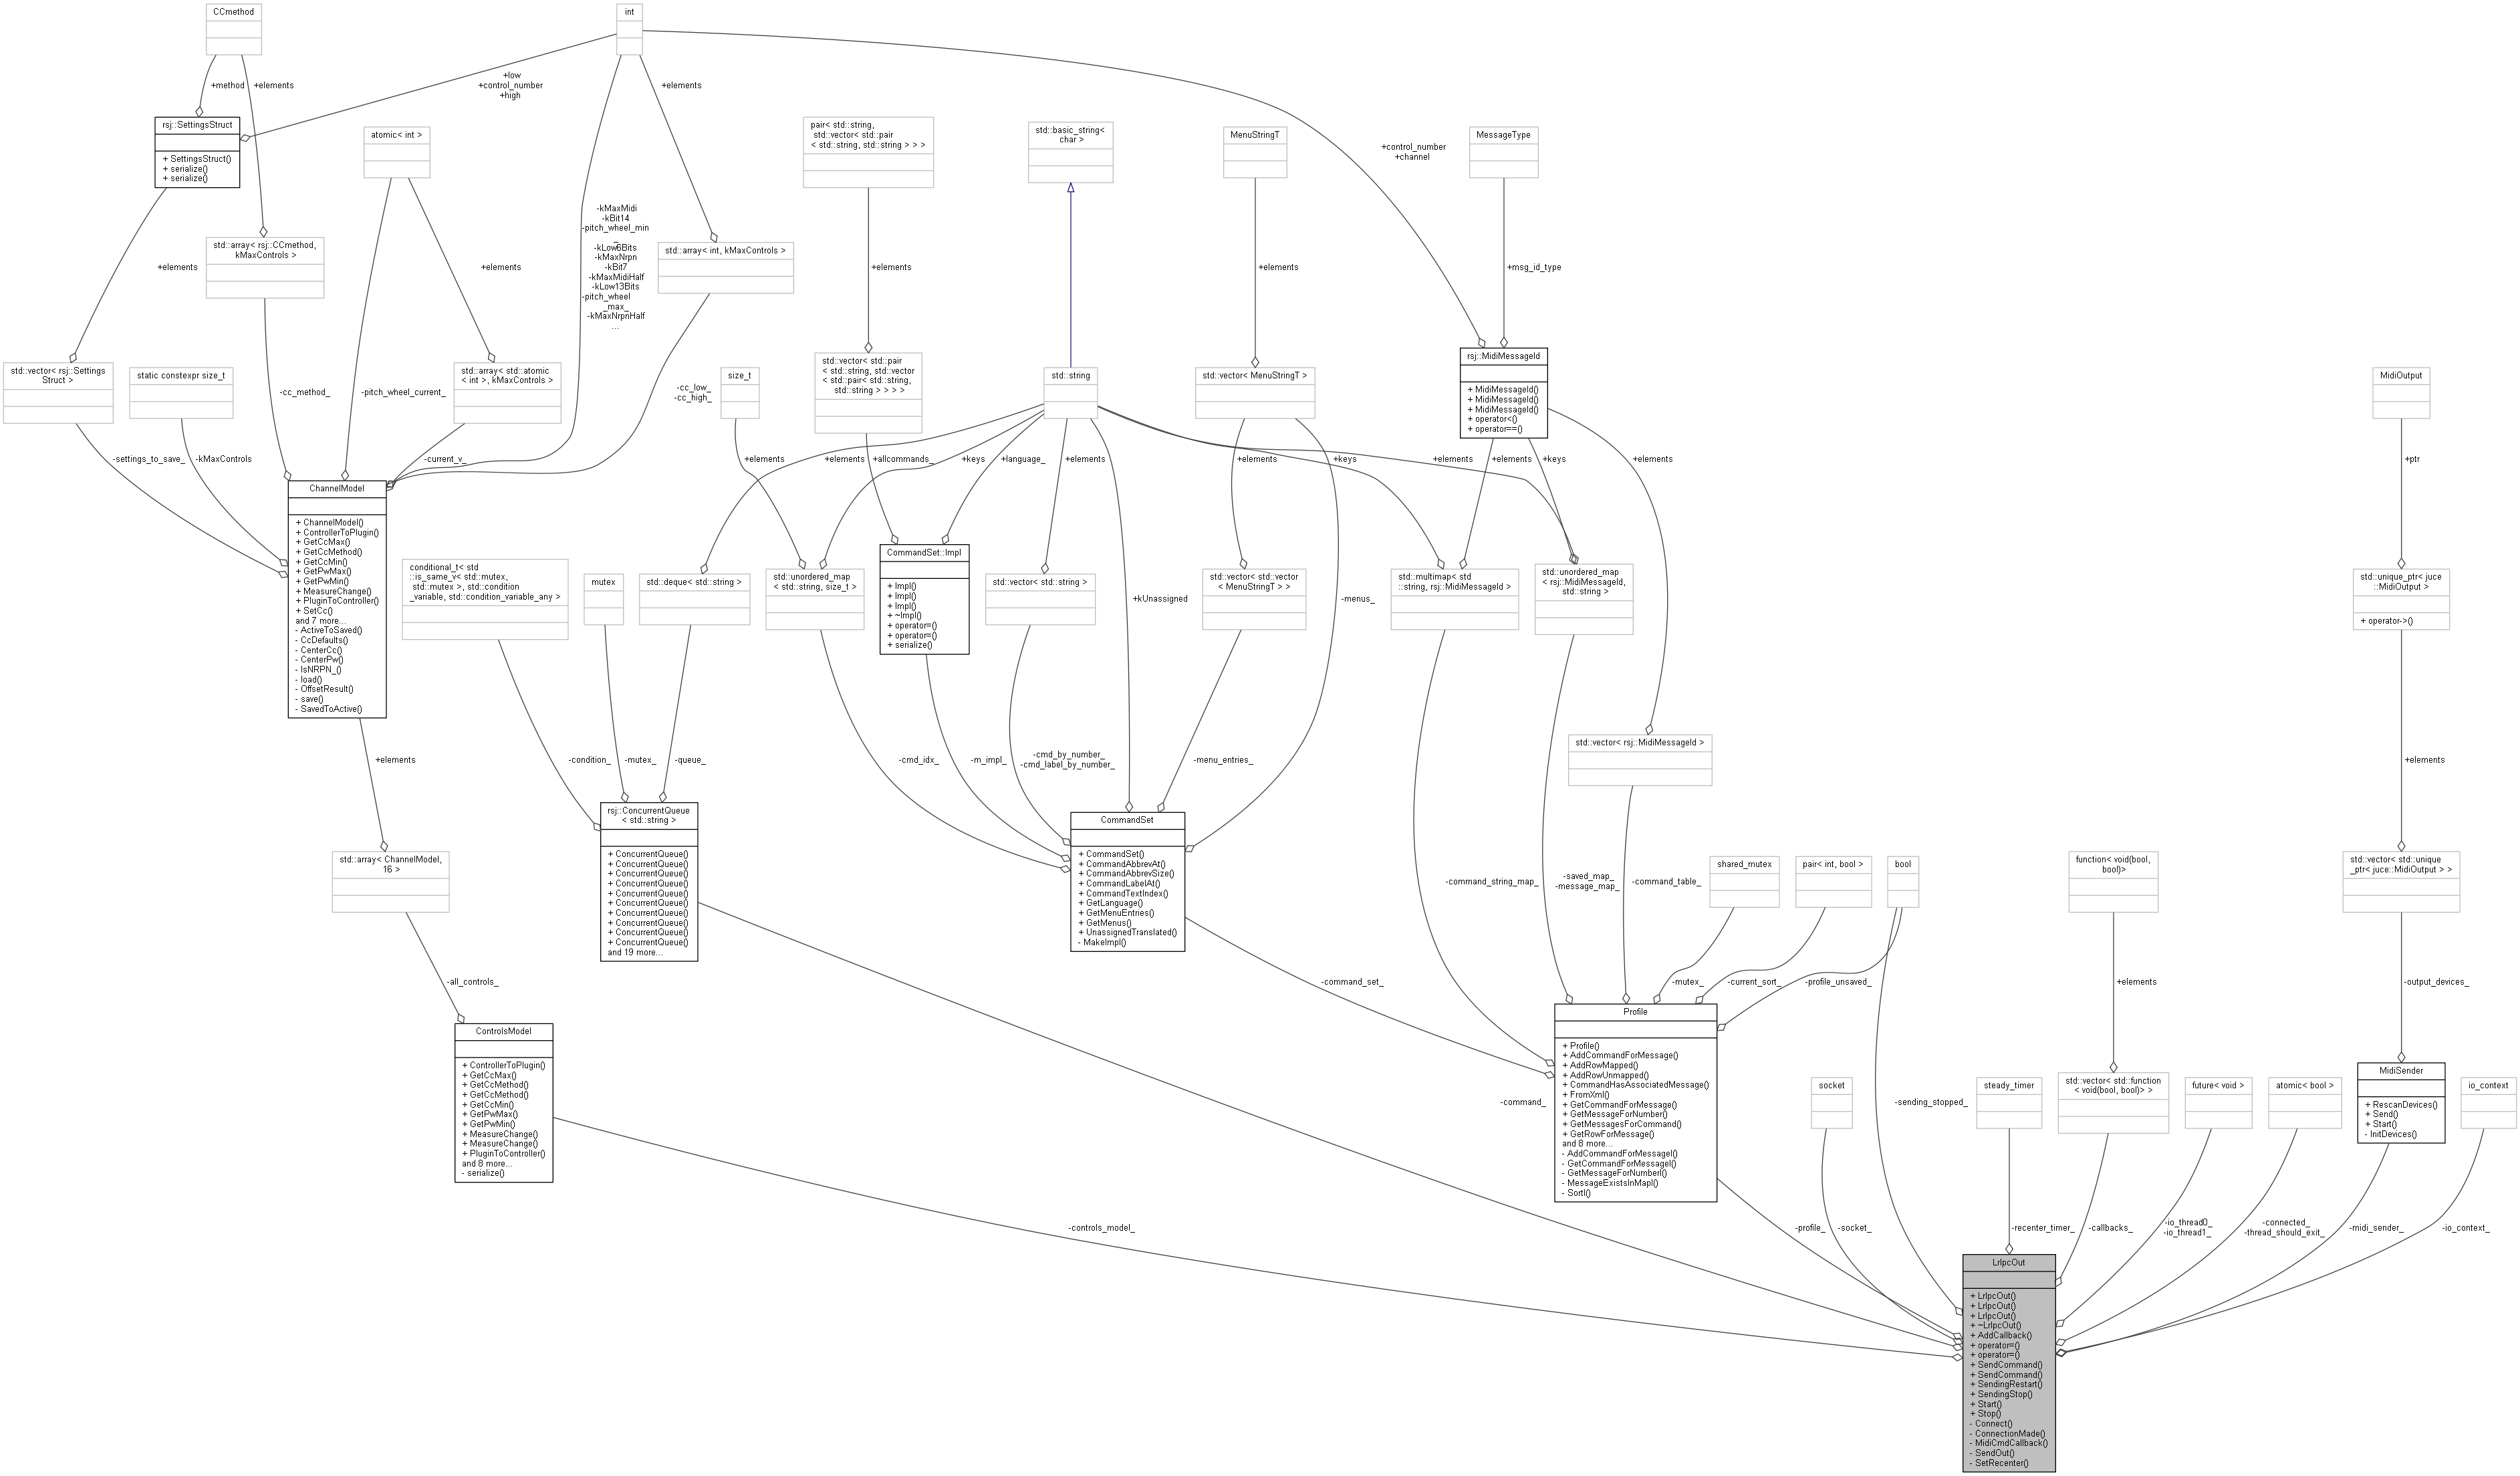 CCmethod
int
+method
+elements
+low
+control_number
+high
+elements
rsj::SettingsStruct
+ SettingsStruct()
+ serialize()
+ serialize()
atomic< int >
pair< std::string,
std::vector< std::pair
< std::string, std::string > > >
std::basic_string<
char >
MenuStringT
+control_number
+channel
MessageType
+elements
std::array< rsj::CCmethod,
kMaxControls >
+elements
-kMaxMidi
-kBit14
-pitch_wheel_min
_
-kLow6Bits
-kMaxNrpn
-kBit7
-kMaxMidiHalf
-kLow13Bits
-pitch_wheel
_max_
-kMaxNrpnHalf
...
std::array< int, kMaxControls >
+elements
+elements
+msg_id_type
std::vector< rsj::Settings
Struct >
static constexpr size_t
-cc_method_
-pitch_wheel_current_
std::array< std::atomic
< int >, kMaxControls >
-cc_low_
-cc_high_
size_t
std::vector< std::pair
< std::string, std::vector
< std::pair< std::string,
std::string > > > >
std::string
std::vector< MenuStringT >
rsj::MidiMessageId
+ MidiMessageId()
+ MidiMessageId()
+ MidiMessageId()
+ operator<()
+ operator==()
MidiOutput
-settings_to_save_
-kMaxControls
-current_v_
+elements
+elements
+allcommands_
+keys
+language_
+elements
+elements
+keys
+elements
+elements
+keys
+elements
+ptr
ChannelModel
+ ChannelModel()
+ ControllerToPlugin()
+ GetCcMax()
+ GetCcMethod()
+ GetCcMin()
+ GetPwMax()
+ GetPwMin()
+ MeasureChange()
+ PluginToController()
+ SetCc()
and 7 more...
- ActiveToSaved()
- CcDefaults()
- CenterCc()
- CenterPw()
- IsNRPN_()
- load()
- OffsetResult()
- save()
- SavedToActive()
conditional_t< std
::is_same_v< std::mutex,
std::mutex >, std::condition
_variable, std::condition_variable_any >
mutex
std::deque< std::string >
std::unordered_map
< std::string, size_t >
CommandSet::Impl
+ Impl()
+ Impl()
+ Impl()
+ ~Impl()
+ operator=()
+ operator=()
+ serialize()
std::vector< std::string >
+kUnassigned
std::vector< std::vector
< MenuStringT > >
-menus_
std::multimap< std
::string, rsj::MidiMessageId >
std::unordered_map
< rsj::MidiMessageId,
std::string >
std::unique_ptr< juce
::MidiOutput >
+ operator->()
std::vector< rsj::MidiMessageId >
+elements
-condition_
-mutex_
-queue_
-cmd_idx_
-m_impl_
-cmd_by_number_
-cmd_label_by_number_
-menu_entries_
+elements
rsj::ConcurrentQueue
< std::string >
+ ConcurrentQueue()
+ ConcurrentQueue()
+ ConcurrentQueue()
+ ConcurrentQueue()
+ ConcurrentQueue()
+ ConcurrentQueue()
+ ConcurrentQueue()
+ ConcurrentQueue()
+ ConcurrentQueue()
+ ConcurrentQueue()
and 19 more...
CommandSet
+ CommandSet()
+ CommandAbbrevAt()
+ CommandAbbrevSize()
+ CommandLabelAt()
+ CommandTextIndex()
+ GetLanguage()
+ GetMenuEntries()
+ GetMenus()
+ UnassignedTranslated()
- MakeImpl()
std::array< ChannelModel,
16 >
-command_string_map_
-saved_map_
-message_map_
-command_table_
shared_mutex
pair< int, bool >
bool
function< void(bool,
bool)>
std::vector< std::unique
_ptr< juce::MidiOutput > >
-all_controls_
-command_set_
-mutex_
-current_sort_
-profile_unsaved_
+elements
-output_devices_
ControlsModel
+ ControllerToPlugin()
+ GetCcMax()
+ GetCcMethod()
+ GetCcMethod()
+ GetCcMin()
+ GetPwMax()
+ GetPwMin()
+ MeasureChange()
+ MeasureChange()
+ PluginToController()
and 8 more...
- serialize()
Profile
+ Profile()
+ AddCommandForMessage()
+ AddRowMapped()
+ AddRowUnmapped()
+ CommandHasAssociatedMessage()
+ FromXml()
+ GetCommandForMessage()
+ GetMessageForNumber()
+ GetMessagesForCommand()
+ GetRowForMessage()
and 8 more...
- AddCommandForMessageI()
- GetCommandForMessageI()
- GetMessageForNumberI()
- MessageExistsInMapI()
- SortI()
-command_
socket
-sending_stopped_
steady_timer
std::vector< std::function
< void(bool, bool)> >
future< void >
atomic< bool >
MidiSender
+ RescanDevices()
+ Send()
+ Start()
- InitDevices()
io_context
-controls_model_
-profile_
-socket_
-recenter_timer_
-callbacks_
-io_thread0_
-io_thread1_
-connected_
-thread_should_exit_
-midi_sender_
-io_context_
LrIpcOut
+ LrIpcOut()
+ LrIpcOut()
+ LrIpcOut()
+ ~LrIpcOut()
+ AddCallback()
+ operator=()
+ operator=()
+ SendCommand()
+ SendCommand()
+ SendingRestart()
+ SendingStop()
+ Start()
+ Stop()
- Connect()
- ConnectionMade()
- MidiCmdCallback()
- SendOut()
- SetRecenter()